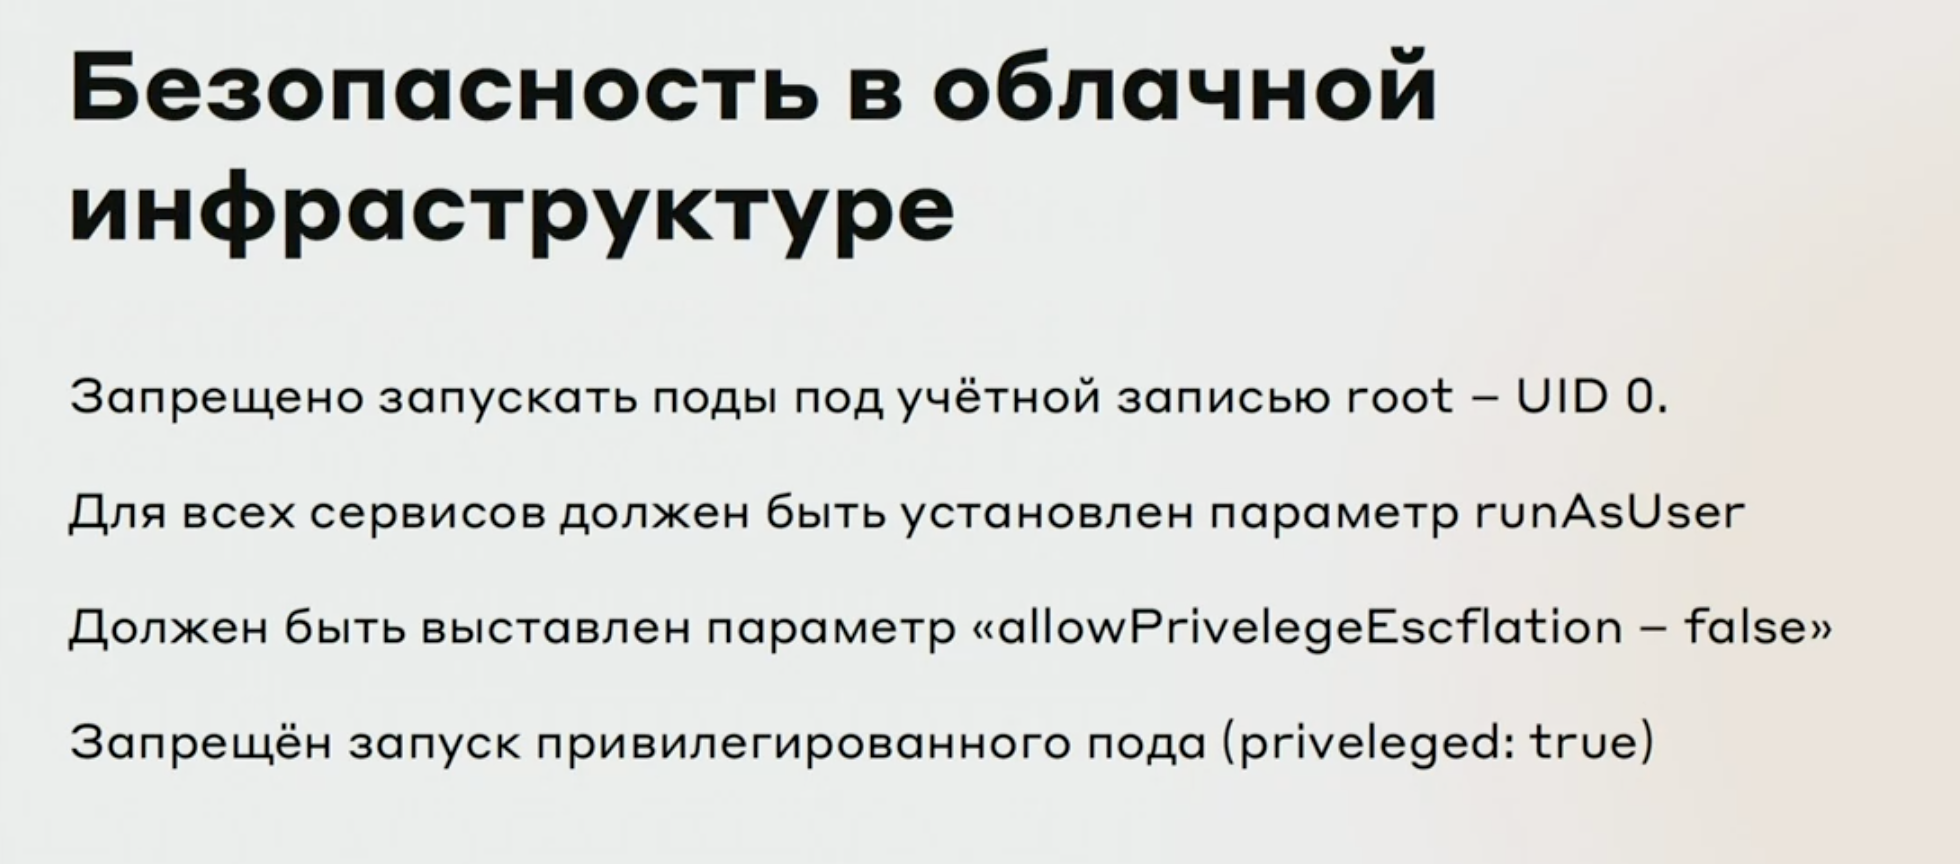 Безопасность в облачной
инфраструктуре
Запрещено запускать поды под учётной записью root – UID 0.
Для всех сервисов должен быть установлен параметр runAsUser
Должен быть выставлен параметр «allowPrivelegeEscflation – false»
Запрещён запуск привилегированного пода (priveleged: true)